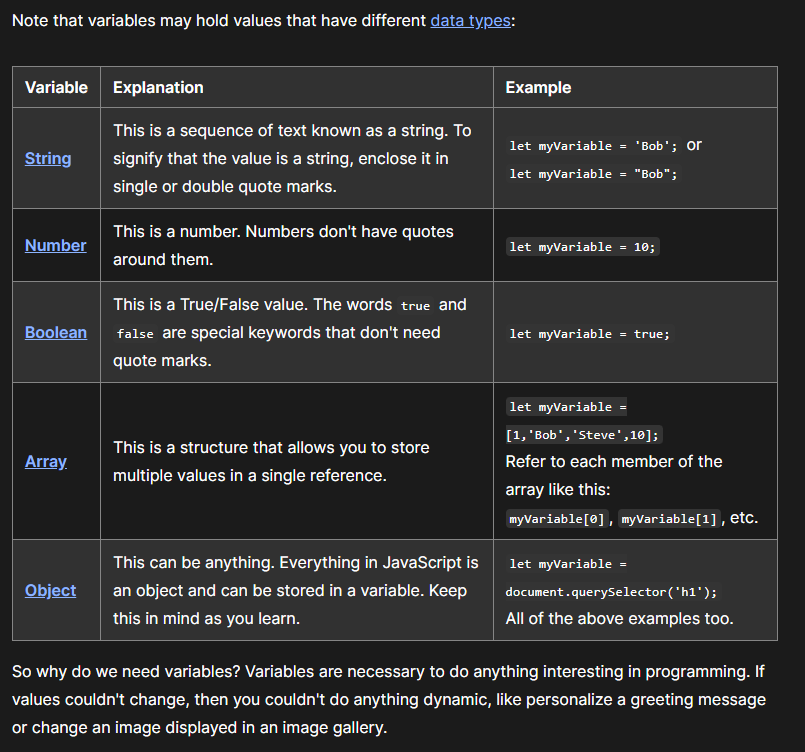 Note that variables may hold values that have different data types:
Variable Explanation Example
String
This is a sequence of text known as a string. To
signify that the value is a string, enclose it in
single or double quote marks.
let myVariable = 'Bob'; or
let myVariable = "Bob";
Number
This is a number. Numbers don't have quotes
around them.
let myVariable = 10;
Boolean
This is a True/False value. The words true and
false are special keywords that don't need
quote marks.
let myVariable = true;
Array
This is a structure that allows you to store
multiple values in a single reference.
let myVariable =
[1,'Bob','Steve',10];
Refer to each member of the
array like this:
myVariable[0], myVariable[1], etc.
Object
This can be anything. Everything in JavaScript is
an object and can be stored in a variable. Keep
this in mind as you learn.
let myVariable =
document.querySelector('h1');
All of the above examples too.
So why do we need variables? Variables are necessary to do anything interesting in programming. If
values couldn't change, then you couldn't do anything dynamic, like personalize a greeting message
or change an image displayed in an image gallery.